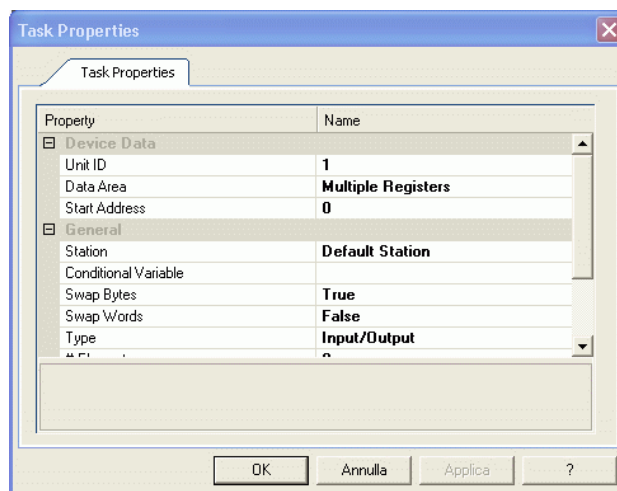 Task Properties
Task Properties
Property Name
Device Data
Unit ID 1
Data Area Multiple Registers
Start Address 0
General
Station Default Station
Conditional Variable
Swap Bytes True
Swap Words False
Type Input/Output
OK Annulla Applica ?